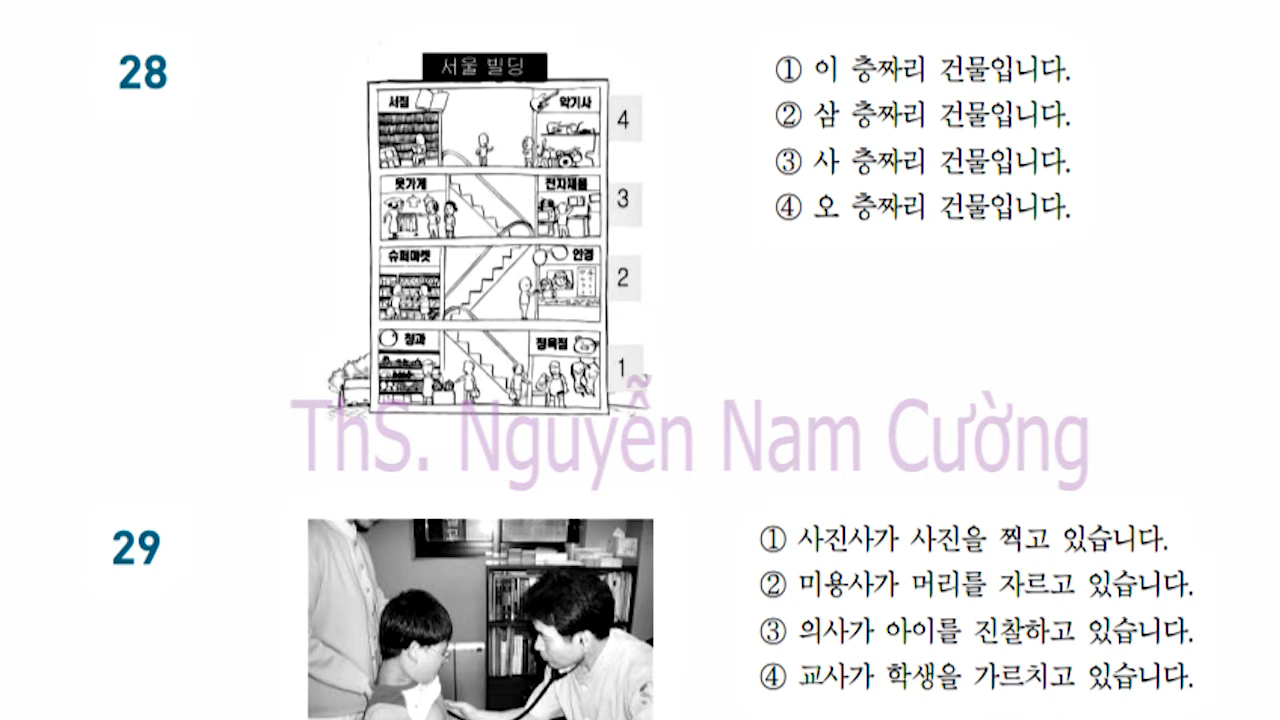 28
서울 빌딩
서점
악기사
4
옷가게
전자제품
3
슈퍼마켓
안경
2
청과
정육점
1
① 이 층짜리 건물입니다.
② 삼 층짜리 건물입니다.
③ 사 층짜리 건물입니다.
④ 오 층짜리 건물입니다.
ThS. Nguyễn Nam Cường
29
① 사진사가 사진을 찍고 있습니다.
② 미용사가 머리를 자르고 있습니다.
③ 의사가 아이를 진찰하고 있습니다.
④ 교사가 학생을 가르치고 있습니다.